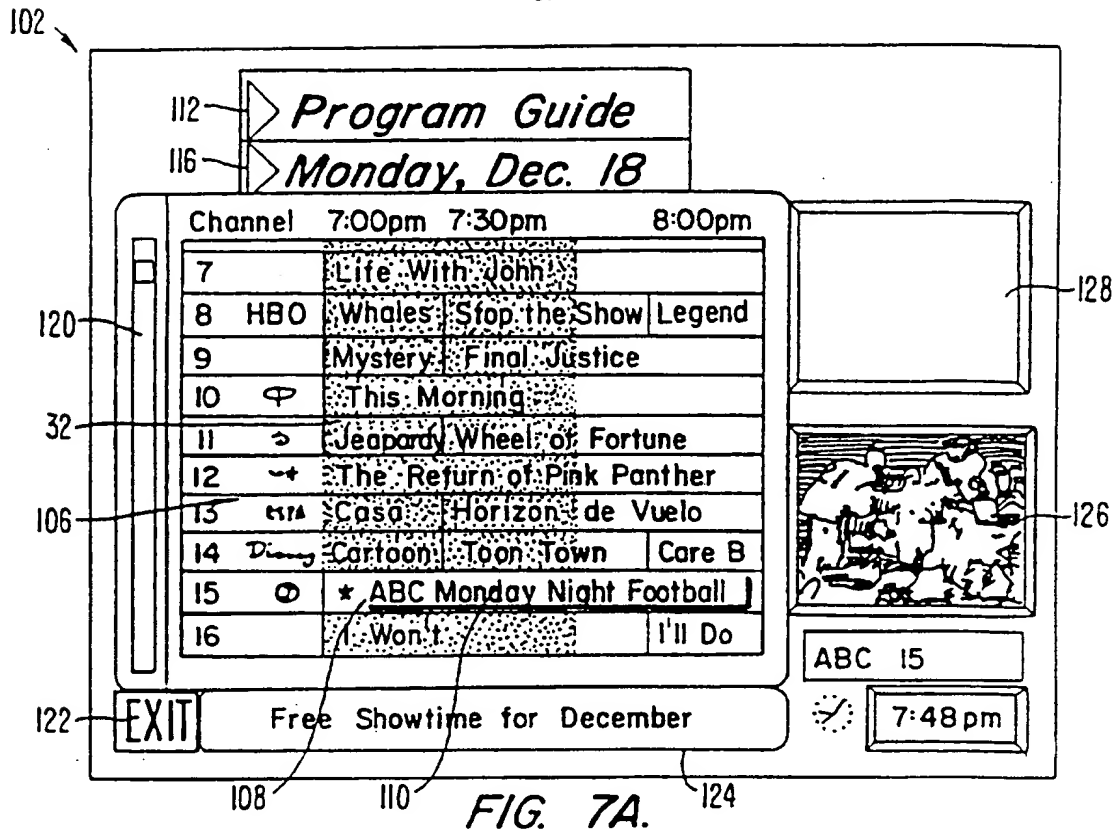 102
112 Program Guide
116 Monday, Dec. 18
Channel 7:00pm 7:30pm 8:00pm
7 Life With John
128
120
8 HBO Whales Stop the Show Legend
9 Mystery Final Justice
10 This Morning
32
11 Jeapardy Wheel of Fortune
12 The Return of Pink Panther
106
13 Casa Horizon de Vuelo
126
14 Disney Cartoon Toon Town Care B
15 ★ ABC Monday Night Football
16 I Won't I'll Do
ABC 15
122 EXIT Free Showtime for December 7:48pm
108 110 124
FIG. 7A.